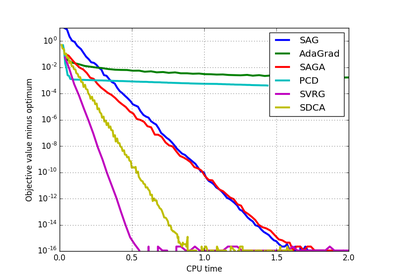 SAG
AdaGrad
SAGA
PCD
SVRG
SDCA
Objective value minus optimum
10^0
10^-2
10^-4
10^-6
10^-8
10^-10
10^-12
10^-14
10^-16
0.0 0.5 1.0 1.5 2.0
CPU time